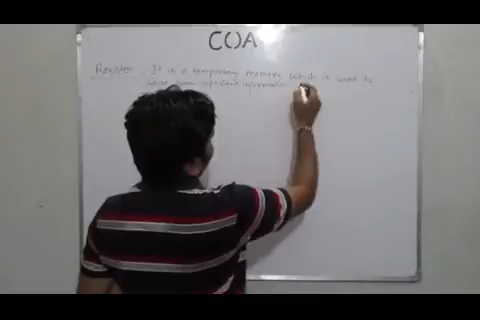 COA
Register : It is a temporary memory which is used to
store some important information